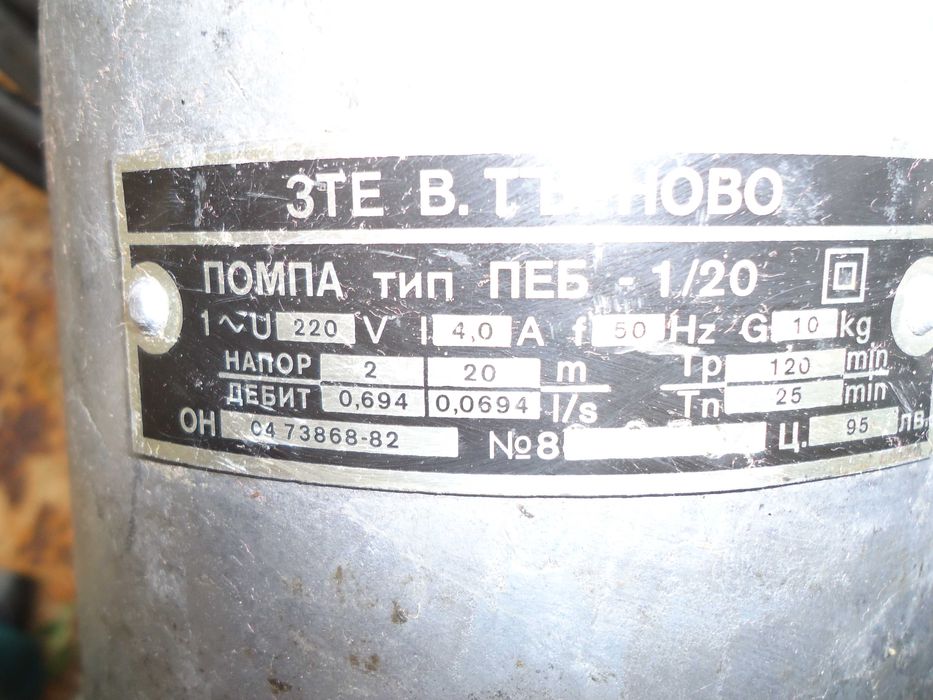 ЗТЕ В. ТЪРНОВО
ПОМПА тип ПЕБ - 1/20
1~U 220 V I 4,0 A f 50 Hz G 10 kg
НАПОР 2 20 m Tp 120 min
ДЕБИТ 0,694 0,0694 l/s Tn 25 min
ОН 04 73868-82 №8 Ц. 95 лв.